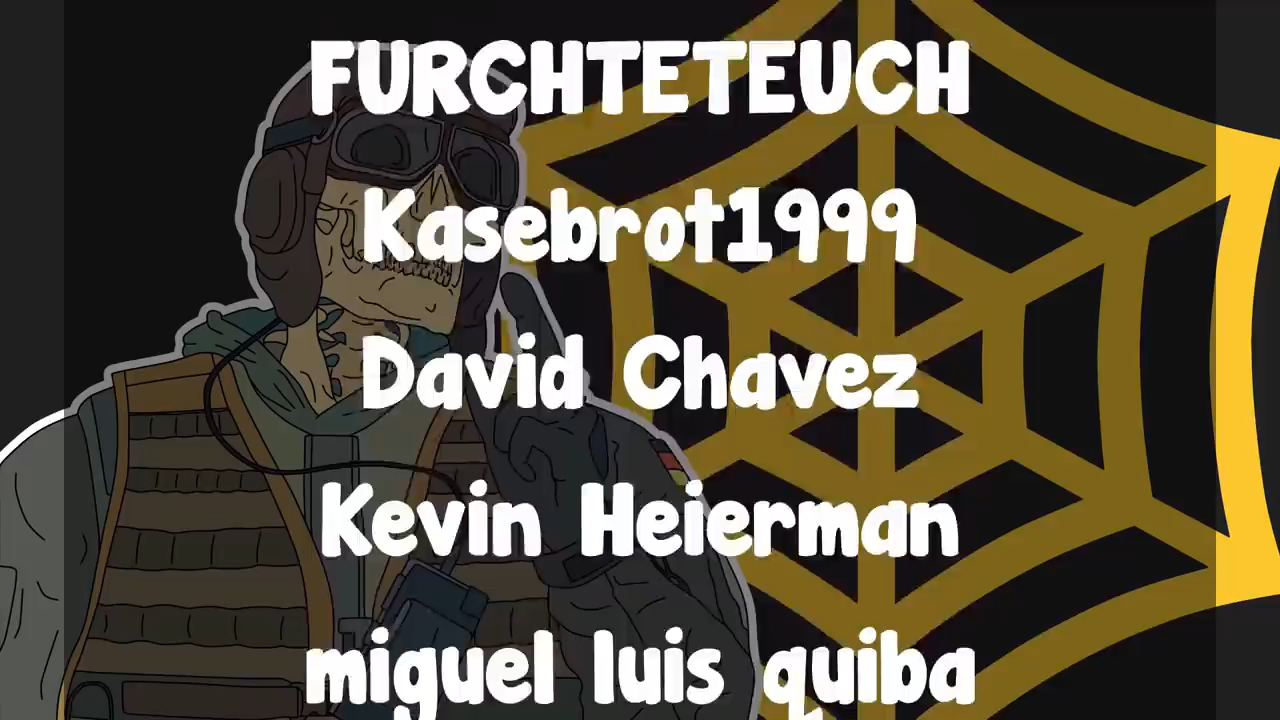 FURCHTETEUCH
Kasebrot1999
David Chavez
Kevin Heierman
miguel luis quiba